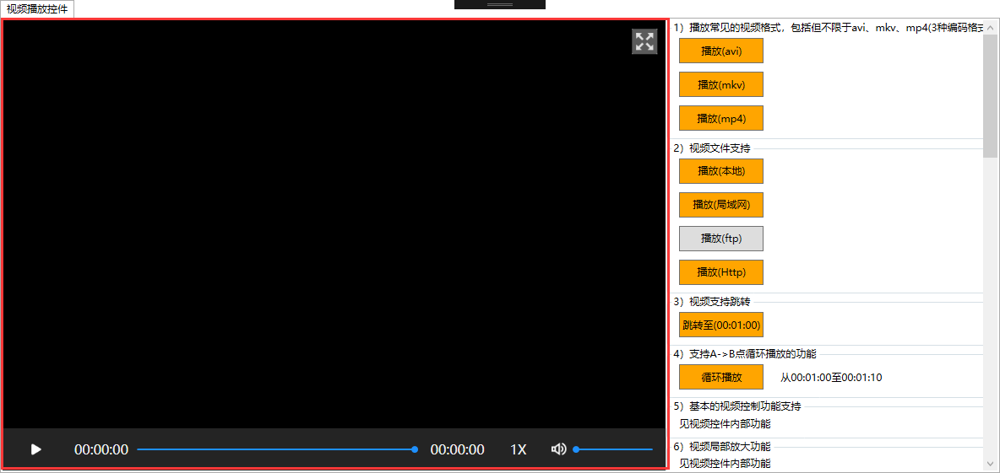 视频播放控件
00:00:00
00:00:00
1X
1）播放常见的视频格式，包括但不限于avi、mkv、mp4(3种编码格式
播放(avi)
播放(mkv)
播放(mp4)
2）视频文件支持
播放(本地)
播放(局域网)
播放(ftp)
播放(Http)
3）视频支持跳转
跳转至(00:01:00)
4）支持A->B点循环播放的功能
循环播放 从00:01:00至00:01:10
5）基本的视频控制功能支持
见视频控件内部功能
6）视频局部放大功能
见视频控件内部功能